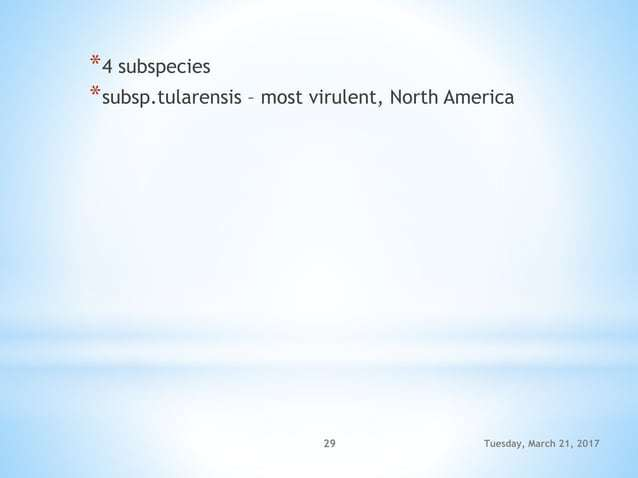 *4 subspecies
*subsp.tularensis – most virulent, North America
29
Tuesday, March 21, 2017